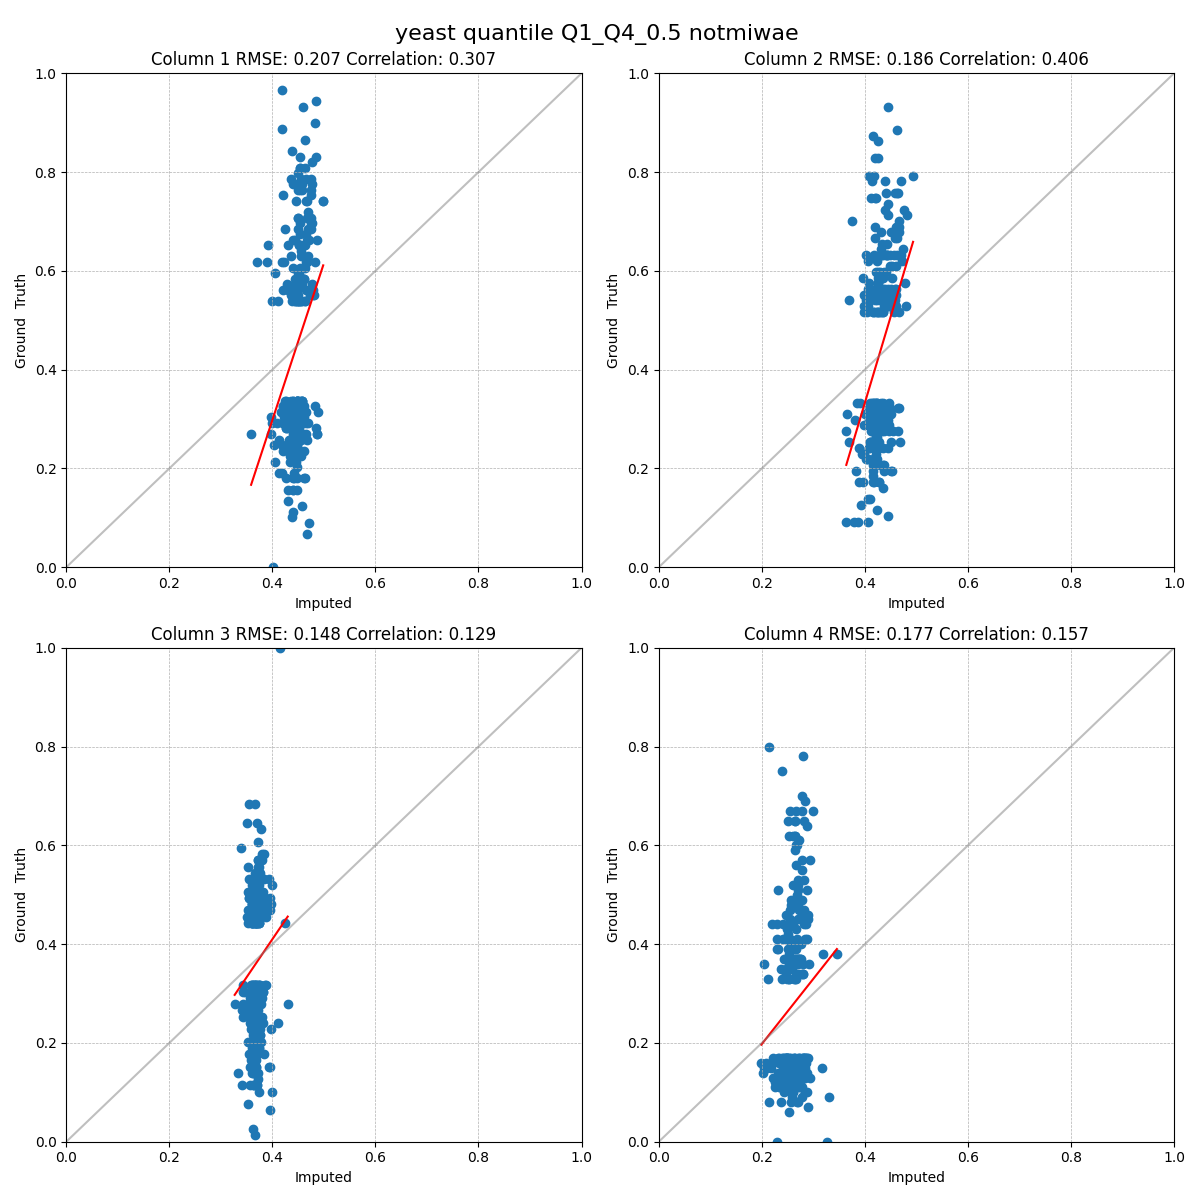 yeast quantile Q1_Q4_0.5 notmiwae
Column 1 RMSE: 0.207 Correlation: 0.307
1.0
0.8
0.6
0.4
0.2
0.0
Ground Truth
0.0 0.2 0.4 0.6 0.8 1.0
Imputed
Column 2 RMSE: 0.186 Correlation: 0.406
1.0
0.8
0.6
0.4
0.2
0.0
Ground Truth
0.0 0.2 0.4 0.6 0.8 1.0
Imputed
Column 3 RMSE: 0.148 Correlation: 0.129
1.0
0.8
0.6
0.4
0.2
0.0
Ground Truth
0.0 0.2 0.4 0.6 0.8 1.0
Imputed
Column 4 RMSE: 0.177 Correlation: 0.157
1.0
0.8
0.6
0.4
0.2
0.0
Ground Truth
0.0 0.2 0.4 0.6 0.8 1.0
Imputed